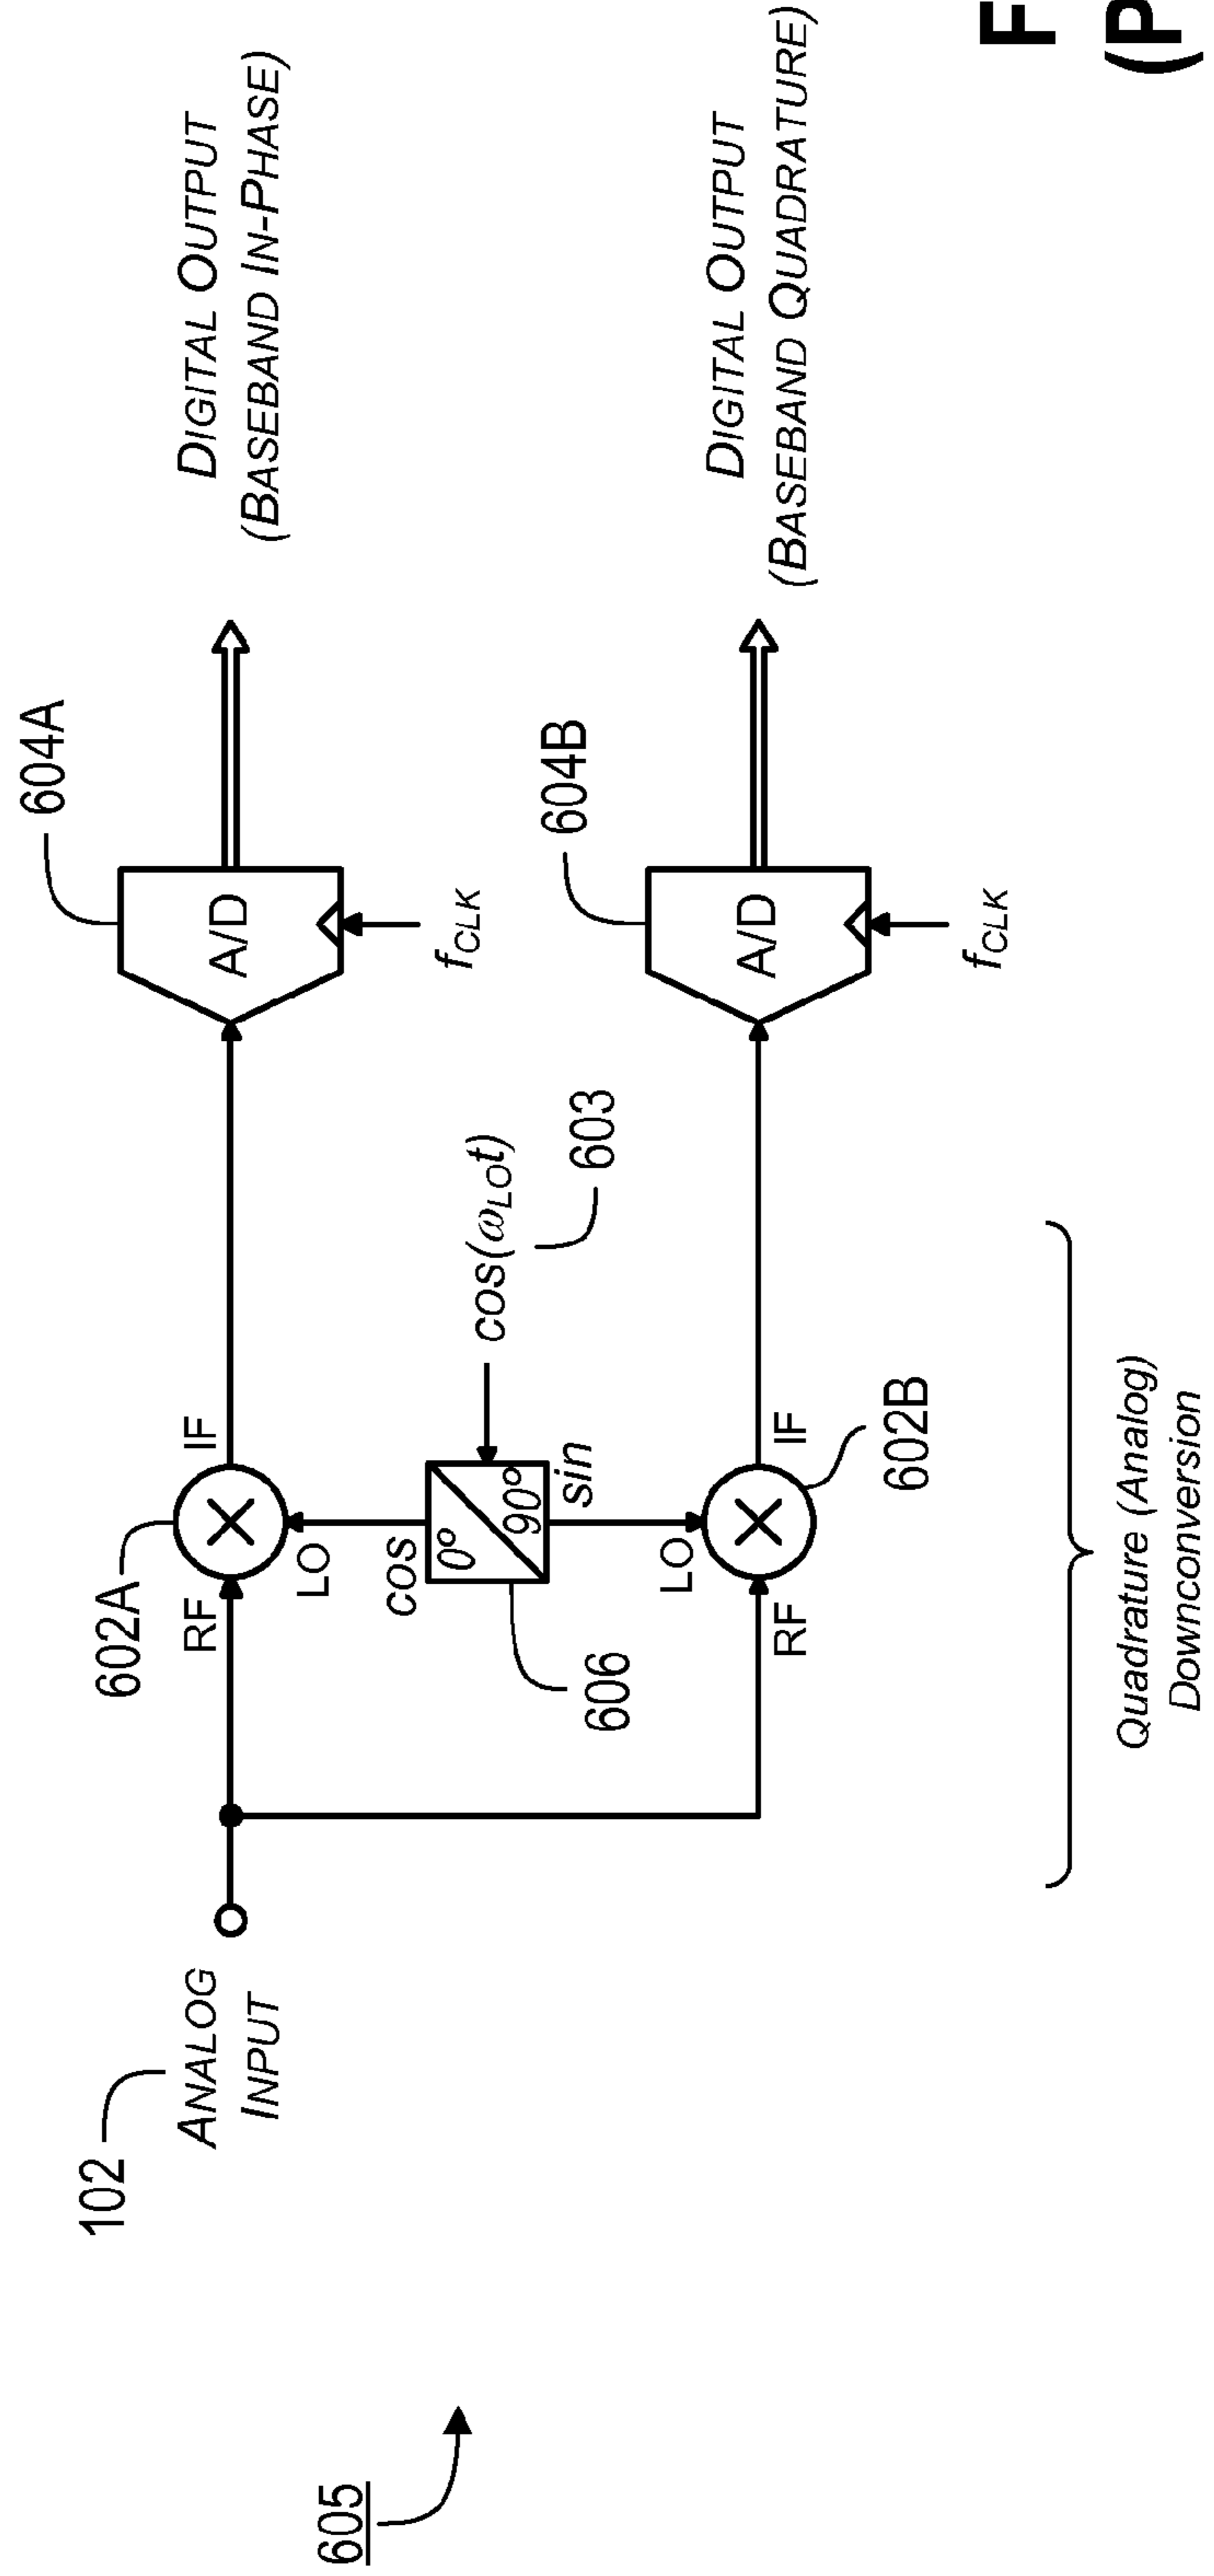 605
102
ANALOG
INPUT
602A
RF
IF
LO
cos
0°
90°
sin
606
cos(ωLOt)
603
LO
RF
IF
602B
604A
A/D
fCLK
604B
A/D
fCLK
DIGITAL OUTPUT
(BASEBAND IN-PHASE)
DIGITAL OUTPUT
(BASEBAND QUADRATURE)
Quadrature (Analog)
Downconversion
F
(P